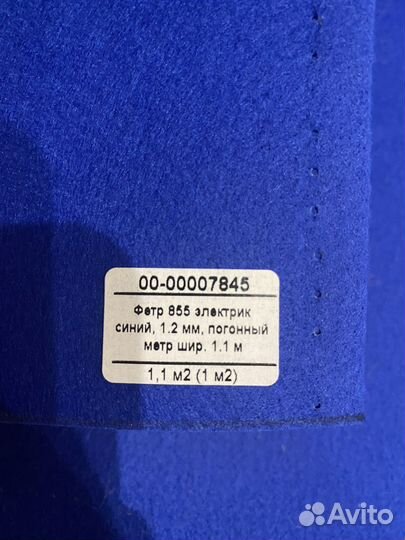 00-00007845
Фетр 855 электрик
синий, 1.2 мм, погонный
метр шир. 1.1 м
1,1 м2 (1 м2)
Avito